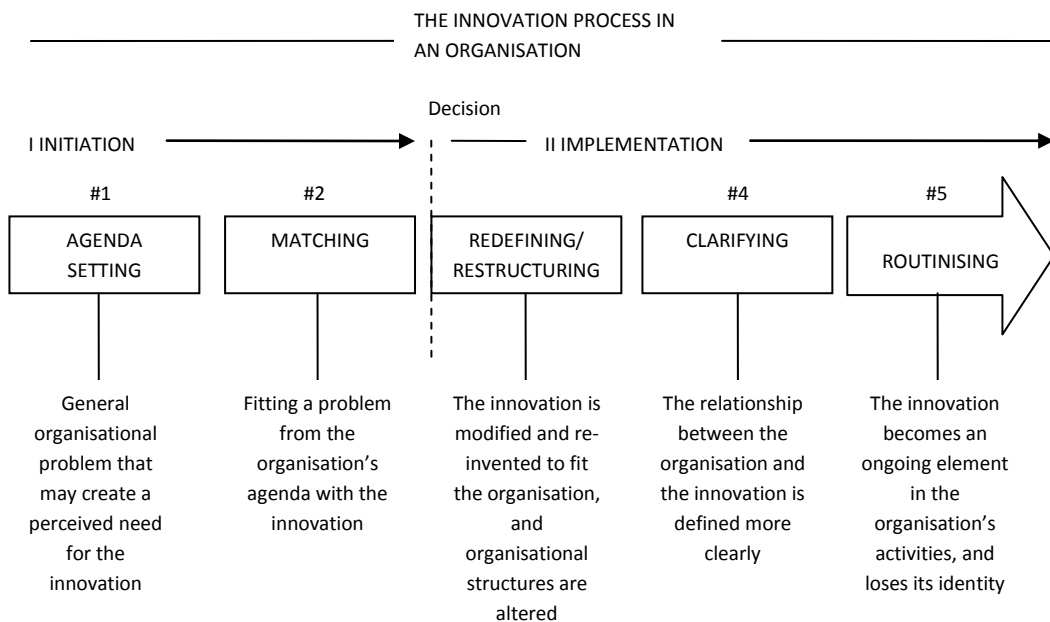 THE INNOVATION PROCESS IN
AN ORGANISATION
Decision
I INITIATION
II IMPLEMENTATION
#1
#2
#4
#5
AGENDA
SETTING
MATCHING
REDEFINING/
RESTRUCTURING
CLARIFYING
ROUTINISING
General
organisational
problem that
may create a
perceived need
for the
innovation
Fitting a problem
from the
organisation’s
agenda with the
innovation
The innovation is
modified and re-
invented to fit
the organisation,
and
organisational
structures are
altered
The relationship
between the
organisation and
the innovation is
defined more
clearly
The innovation
becomes an
ongoing element
in the
organisation’s
activities, and
loses its identity